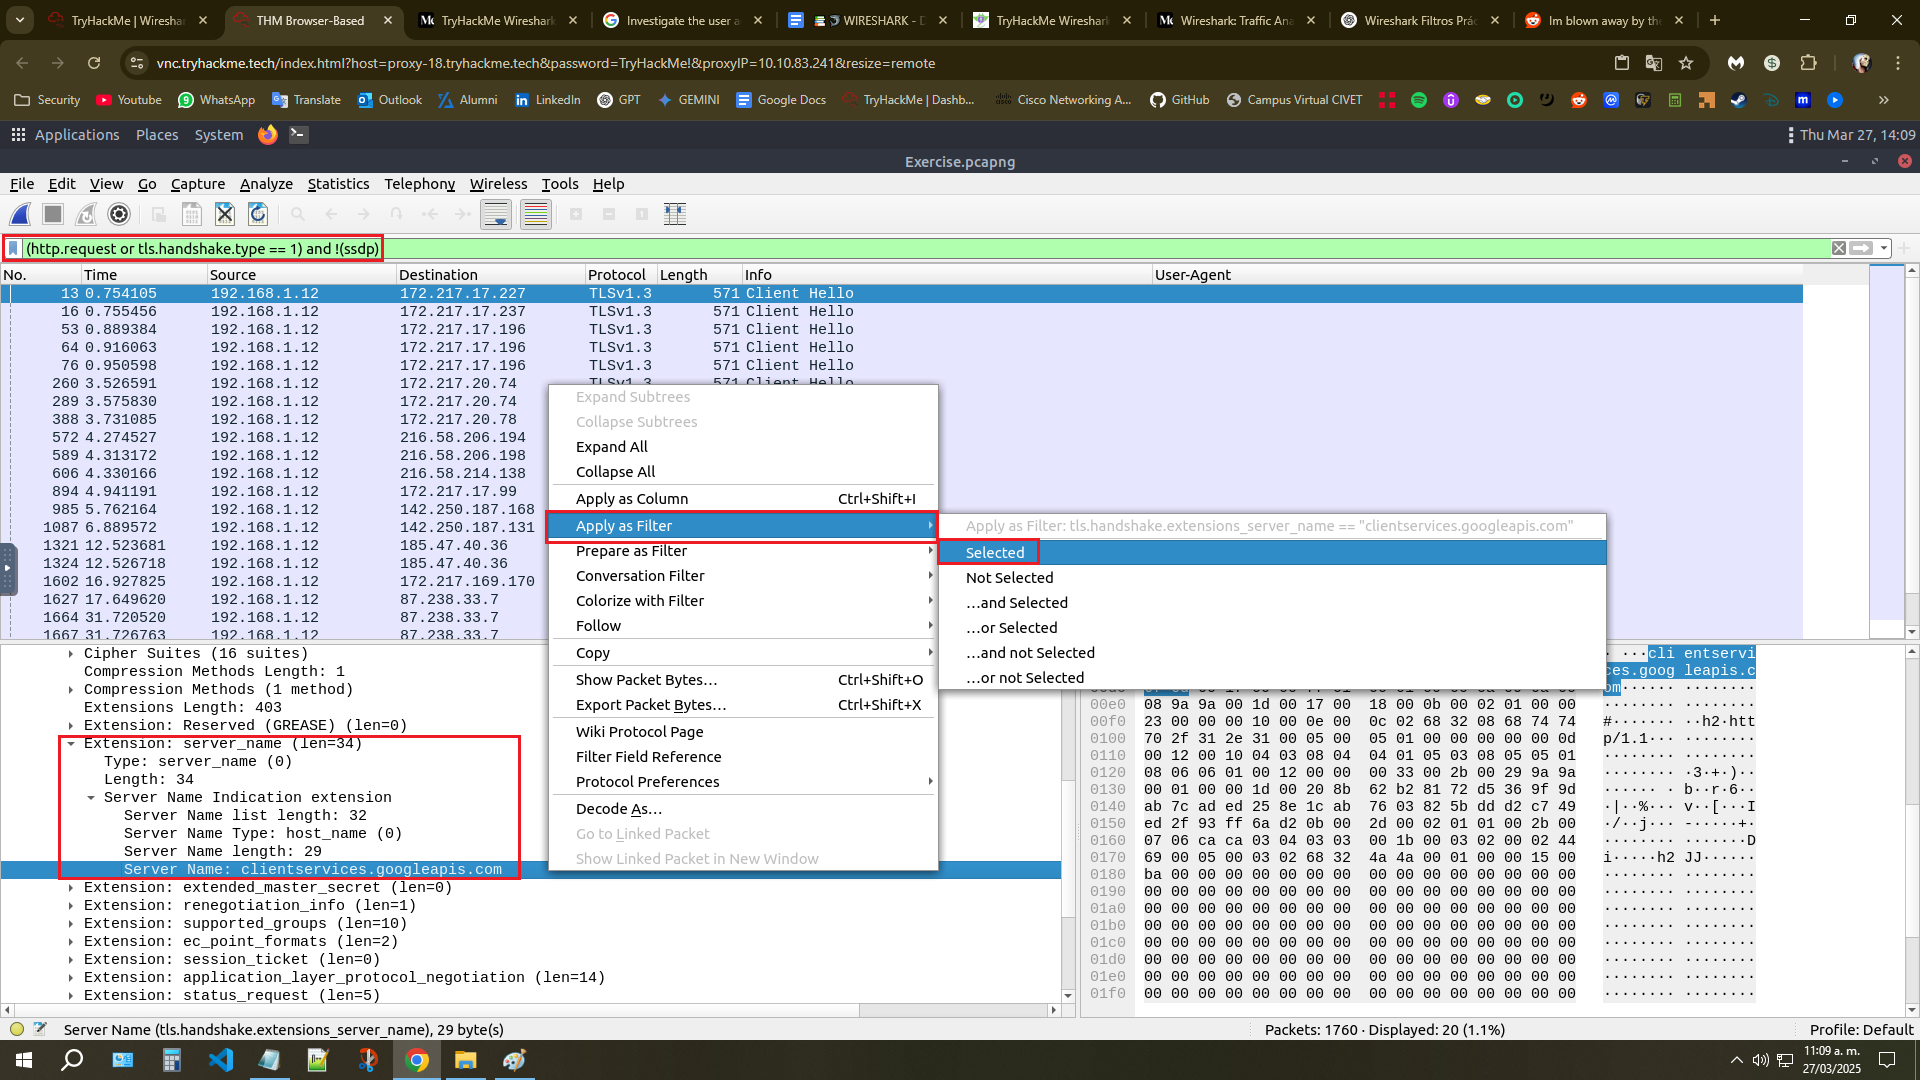 TryHackMe | Wireshar
THM Browser-Based
TryHackMe Wireshark
Investigate the user a
WIRESHARK - D
TryHackMe Wireshark
Wireshark: Traffic Ana
Wireshark Filtros Prác
Im blown away by the
vnc.tryhackme.tech/index.html?host=proxy-18.tryhackme.tech&password=TryHackMe!&proxyIP=10.10.83.241&resize=remote
Security Youtube WhatsApp Translate Outlook Alumni LinkedIn GPT GEMINI Google Docs TryHackMe | Dashb... Cisco Networking A... GitHub Campus Virtual CIVET
Applications Places System
Thu Mar 27, 14:09
Exercise.pcapng
File Edit View Go Capture Analyze Statistics Telephony Wireless Tools Help
(http.request or tls.handshake.type == 1) and !(ssdp)
No. Time Source Destination Protocol Length Info User-Agent
13 0.754105 192.168.1.12 172.217.17.227 TLSv1.3 571 Client Hello
16 0.755456 192.168.1.12 172.217.17.237 TLSv1.3 571 Client Hello
53 0.889384 192.168.1.12 172.217.17.196 TLSv1.3 571 Client Hello
64 0.916063 192.168.1.12 172.217.17.196 TLSv1.3 571 Client Hello
76 0.950598 192.168.1.12 172.217.17.196 TLSv1.3 571 Client Hello
260 3.526591 192.168.1.12 172.217.20.74 TLSv1.3 571 Client Hello
289 3.575830 192.168.1.12 172.217.20.74
388 3.731085 192.168.1.12 172.217.20.78
572 4.274527 192.168.1.12 216.58.206.194
589 4.313172 192.168.1.12 216.58.206.198
606 4.330166 192.168.1.12 216.58.214.138
894 4.941191 192.168.1.12 172.217.17.99
985 5.762164 192.168.1.12 142.250.187.168
1087 6.889572 192.168.1.12 142.250.187.131
1321 12.523681 192.168.1.12 185.47.40.36
1324 12.526718 192.168.1.12 185.47.40.36
1602 16.927825 192.168.1.12 172.217.169.170
1627 17.649620 192.168.1.12 87.238.33.7
1664 31.720520 192.168.1.12 87.238.33.7
1667 31.726763 192.168.1.12 87.238.33.7
Expand Subtrees
Collapse Subtrees
Expand All
Collapse All
Apply as Column Ctrl+Shift+I
Apply as Filter
Prepare as Filter
Conversation Filter
Colorize with Filter
Follow
Copy
Show Packet Bytes… Ctrl+Shift+O
Export Packet Bytes… Ctrl+Shift+X
Wiki Protocol Page
Filter Field Reference
Protocol Preferences
Decode As…
Go to Linked Packet
Show Linked Packet in New Window
Apply as Filter: tls.handshake.extensions_server_name == "clientservices.googleapis.com"
Selected
Not Selected
…and Selected
…or Selected
…and not Selected
…or not Selected
Cipher Suites (16 suites)
Compression Methods Length: 1
Compression Methods (1 method)
Extensions Length: 403
Extension: Reserved (GREASE) (len=0)
Extension: server_name (len=34)
Type: server_name (0)
Length: 34
Server Name Indication extension
Server Name list length: 32
Server Name Type: host_name (0)
Server Name length: 29
Server Name: clientservices.googleapis.com
Extension: extended_master_secret (len=0)
Extension: renegotiation_info (len=1)
Extension: supported_groups (len=10)
Extension: ec_point_formats (len=2)
Extension: session_ticket (len=0)
Extension: application_layer_protocol_negotiation (len=14)
Extension: status_request (len=5)
· ···cli entservi
ces.goog leapis.c
om······ ········
00e0 08 9a 9a 00 1d 00 17 00 18 00 0b 00 02 01 00 00 ········ ········
00f0 23 00 00 00 10 00 0e 00 0c 02 68 32 08 68 74 74 #······· ··h2·htt
0100 70 2f 31 2e 31 00 05 00 05 01 00 00 00 00 00 0d p/1.1··· ········
0110 00 12 00 10 04 03 08 04 04 01 05 03 08 05 05 01 ········ ········
0120 08 06 06 01 00 12 00 00 00 33 00 2b 00 29 9a 9a ········ ·3·+·)··
0130 00 01 00 00 1d 00 20 8b 62 b2 81 72 d5 36 9f 9d ······ · b··r·6··
0140 ab 7c ad ed 25 8e 1c ab 76 03 82 5b dd d2 c7 49 ·|··%··· v··[···I
0150 ed 2f 93 ff 6a d2 0b 00 2d 00 02 01 01 00 2b 00 ·/··j··· -·····+·
0160 07 06 ca ca 03 04 03 03 00 1b 00 03 02 00 02 44 ········ ·······D
0170 69 00 05 00 03 02 68 32 4a 4a 00 01 00 00 15 00 i·····h2 JJ······
0180 ba 00 00 00 00 00 00 00 00 00 00 00 00 00 00 00 ········ ········
0190 00 00 00 00 00 00 00 00 00 00 00 00 00 00 00 00 ········ ········
01a0 00 00 00 00 00 00 00 00 00 00 00 00 00 00 00 00 ········ ········
01b0 00 00 00 00 00 00 00 00 00 00 00 00 00 00 00 00 ········ ········
01c0 00 00 00 00 00 00 00 00 00 00 00 00 00 00 00 00 ········ ········
01d0 00 00 00 00 00 00 00 00 00 00 00 00 00 00 00 00 ········ ········
01e0 00 00 00 00 00 00 00 00 00 00 00 00 00 00 00 00 ········ ········
01f0 00 00 00 00 00 00 00 00 00 00 00 00 00 00 00 00 ········ ········
Server Name (tls.handshake.extensions_server_name), 29 byte(s)
Packets: 1760 · Displayed: 20 (1.1%)
Profile: Default
11:09 a. m.
27/03/2025